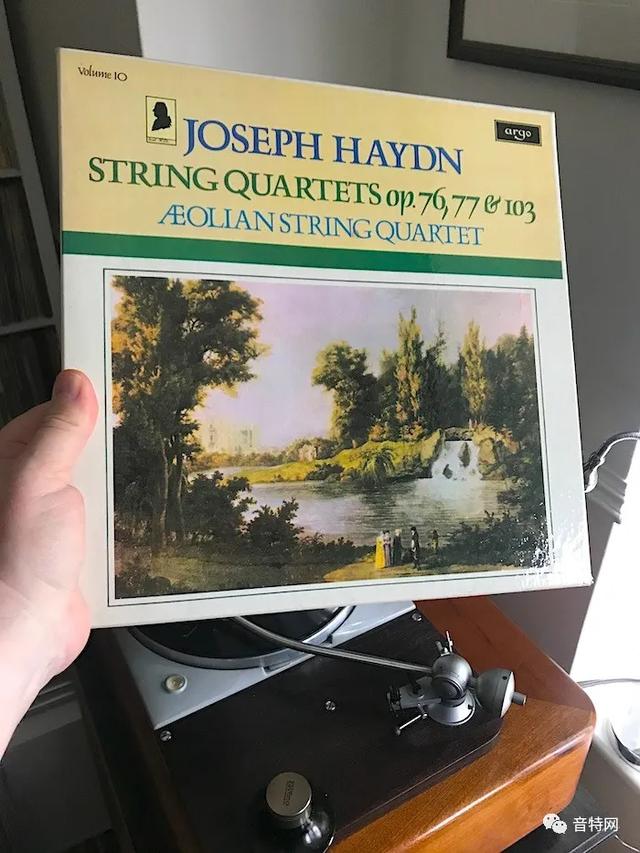 Volume 10
argo
JOSEPH HAYDN
STRING QUARTETS op. 76, 77 & 103
ÆOLIAN STRING QUARTET
音特网